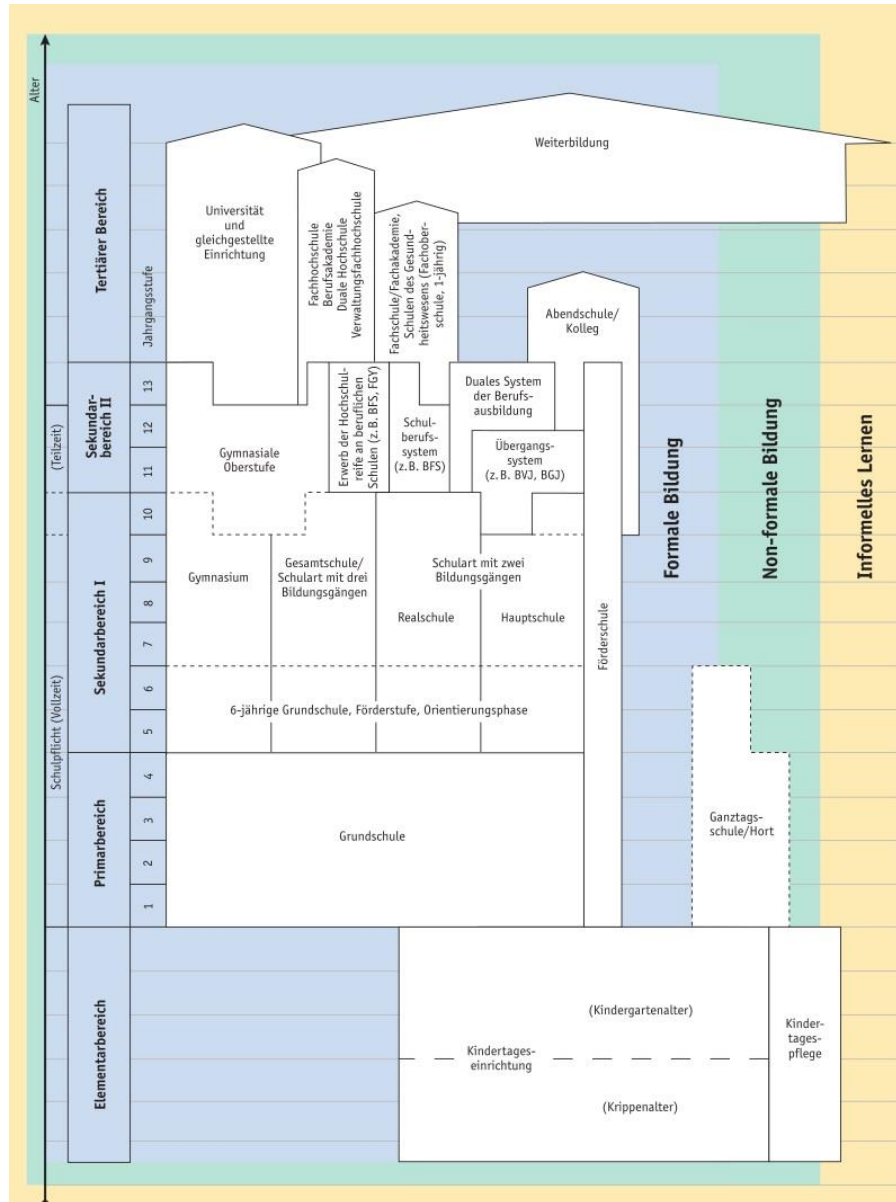 Alter
Tertiärer Bereich
Jahrgangsstufe
Universität
und
gleichgestellte
Einrichtung
Fachhochschule
Berufsakademie
Duale Hochschule
Verwaltungsfachhochschule
Fachschule/Fachakademie,
Schulen des Gesund-
heitswesens (Fachober-
schule, 1-jährig)
Weiterbildung
Abendschule/
Kolleg
(Teilzeit)
Sekundar-
bereich II
13
12
11
Gymnasiale
Oberstufe
Erwerb der Hochschul-
reife an beruflichen
Schulen (z. B. BFS, FGY)
Schul-
berufs-
system
(z. B. BFS)
Duales System
der Berufs-
ausbildung
Übergangs-
system
(z. B. BVJ, BGJ)
Formale Bildung
Non-formale Bildung
Informelles Lernen
Schulpflicht (Vollzeit)
Sekundarbereich I
10
9
8
7
6
5
Gymnasium
Gesamtschule/
Schulart mit drei
Bildungsgängen
Schulart mit zwei
Bildungsgängen
Realschule
Hauptschule
Förderschule
6-jährige Grundschule, Förderstufe, Orientierungsphase
Primarbereich
4
3
2
1
Grundschule
Ganztags-
schule/Hort
Elementarbereich
(Kindergartenalter)
Kindertages-
einrichtung
(Krippenalter)
Kinder-
tages-
pflege